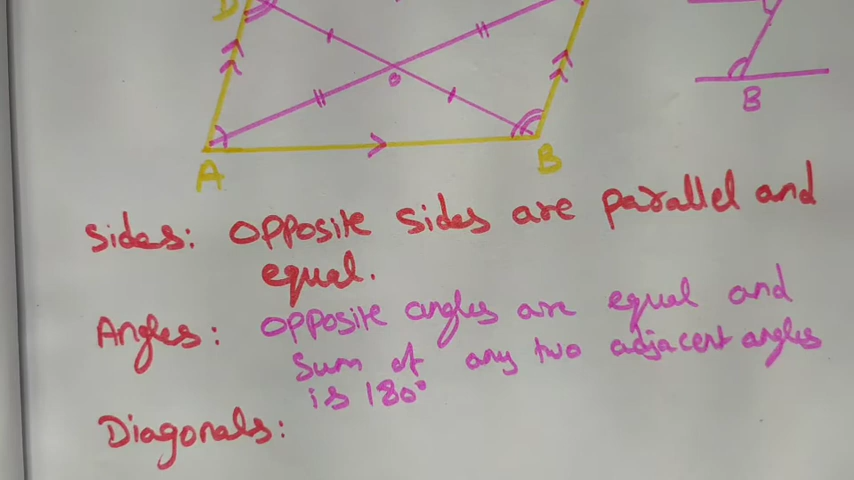 D
O
B
A
B
Sides: Opposite sides are parallel and
equal.
Angles: Opposite angles are equal and
Sum of any two adjacent angles
is 180°
Diagonals: